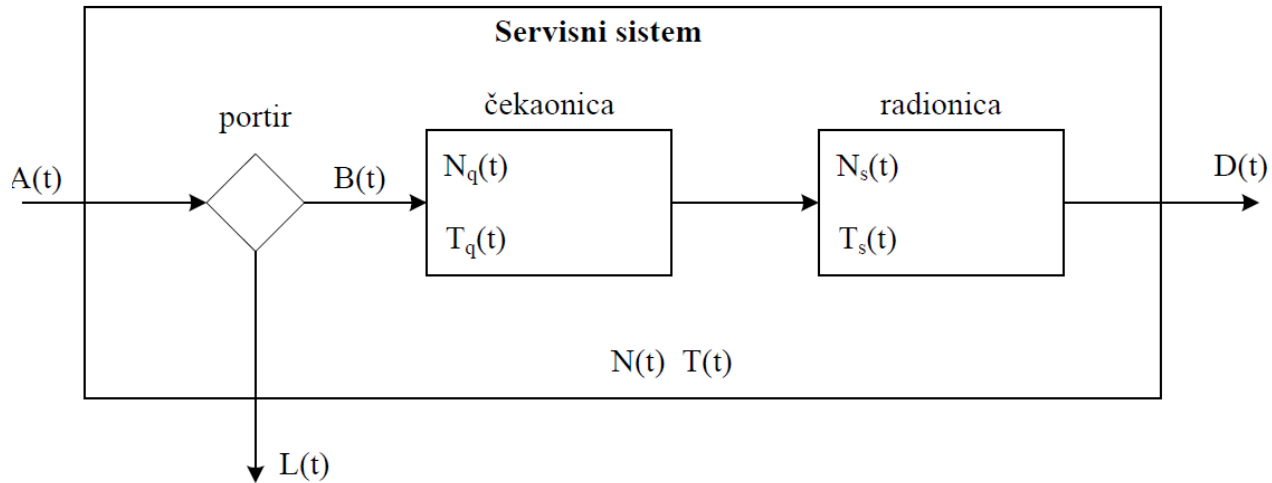 Servisni sistem
portir
čekaonica
radionica
A(t)
B(t)
N_q(t)
T_q(t)
N_s(t)
T_s(t)
D(t)
N(t) T(t)
L(t)